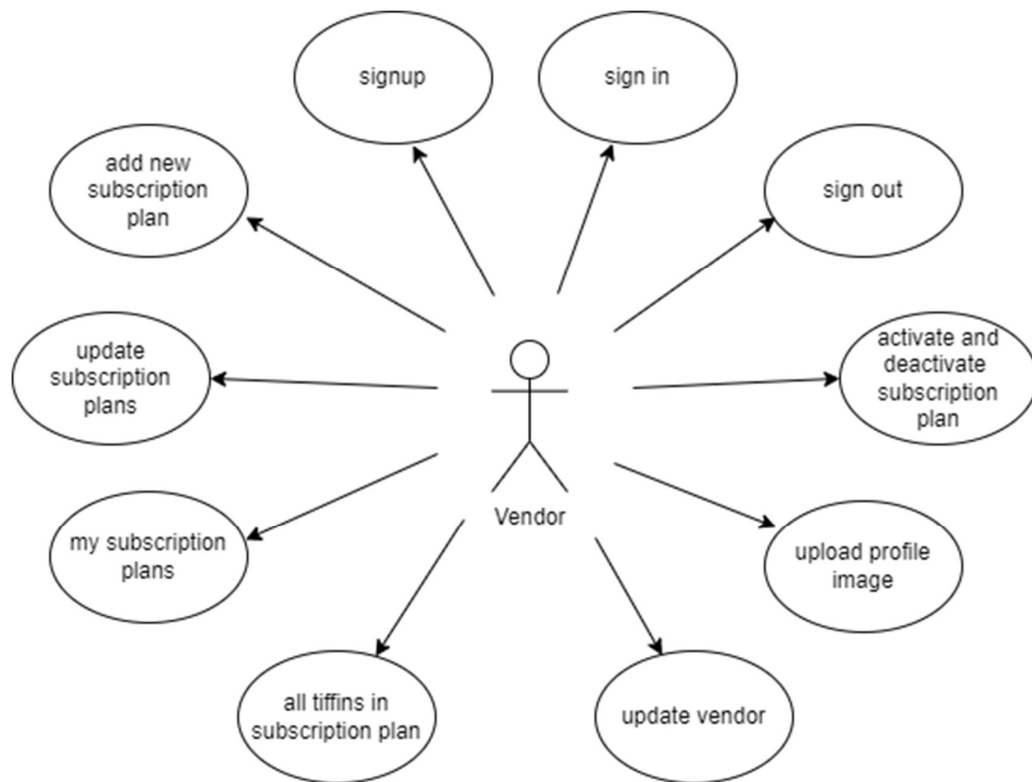 signup
sign in
add new
subscription
plan
sign out
update
subscription
plans
activate and
deactivate
subscription
plan
Vendor
my subscription
plans
upload profile
image
all tiffins in
subscription plan
update vendor